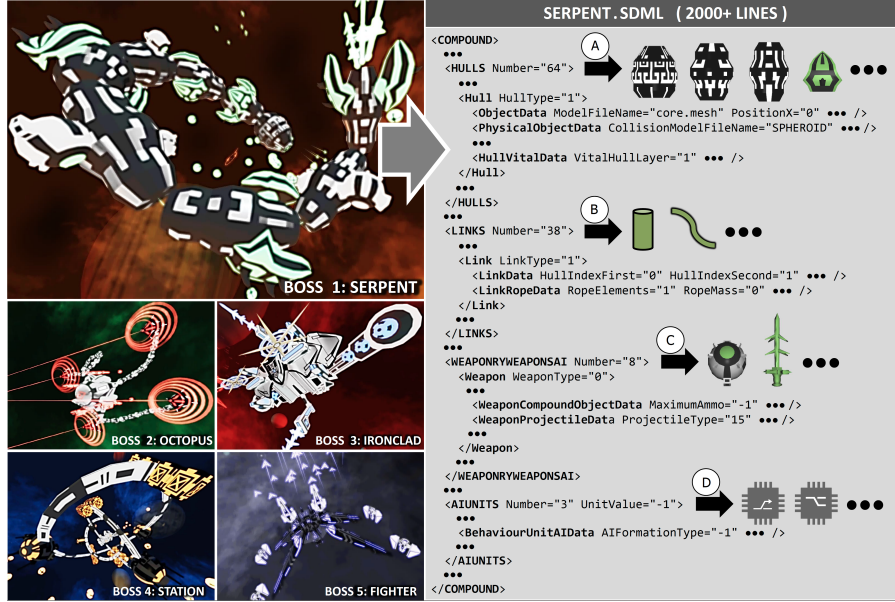 BOSS 1: SERPENT
BOSS 2: OCTOPUS
BOSS 3: IRONCLAD
BOSS 4: STATION
BOSS 5: FIGHTER
SERPENT.SDML ( 2000+ LINES )
<COMPOUND>
●●●
<HULLS Number="64"> A ●●●
●●●
<Hull HullType="1">
<ObjectData ModelFileName="core.mesh" PositionX="0" ●●● />
<PhysicalObjectData CollisionModelFileName="SPHEROID" ●●● />
●●●
<HullVitalData VitalHullLayer="1" ●●● />
</Hull>
●●●
</HULLS>
●●●
<LINKS Number="38"> B ●●●
●●●
<Link LinkType="1">
<LinkData HullIndexFirst="0" HullIndexSecond="1" ●●● />
<LinkRopeData RopeElements="1" RopeMass="0" ●●● />
</Link>
●●●
</LINKS>
●●●
<WEAPONRYWEAPONSAI Number="8"> C ●●●
<Weapon WeaponType="0">
●●●
<WeaponCompoundObjectData MaximumAmmo="-1" ●●● />
<WeaponProjectileData ProjectileType="15" ●●● />
●●●
</Weapon>
●●●
</WEAPONRYWEAPONSAI>
●●●
<AIUNITS Number="3" UnitValue="-1"> D ●●●
●●●
<BehaviourUnitAIData AIFormationType="-1" ●●● />
●●●
</AIUNITS>
●●●
</COMPOUND>